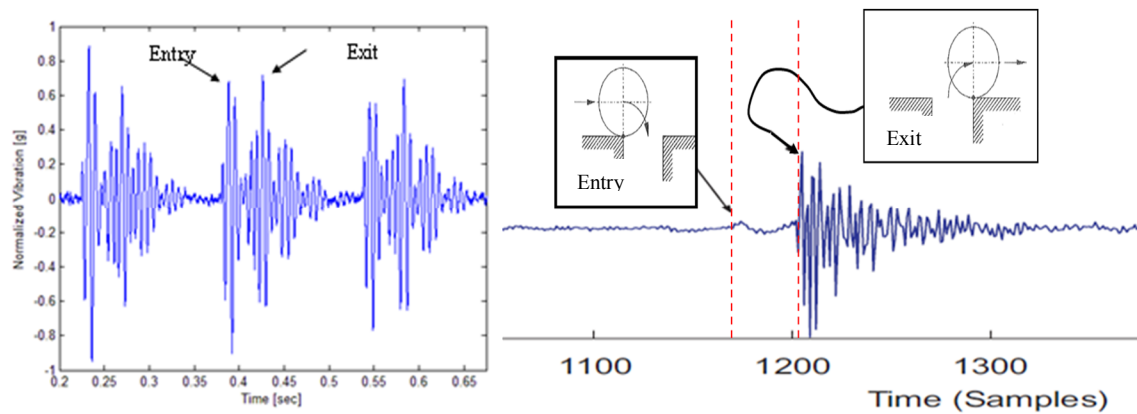 1
0.8
0.6
0.4
0.2
0
-0.2
-0.4
-0.6
-0.8
-1
Normalized Vibration [g]
Entry
Exit
0.2 0.25 0.3 0.35 0.4 0.45 0.5 0.55 0.6 0.65
Time [sec]
Entry
Exit
1100 1200 1300
Time (Samples)